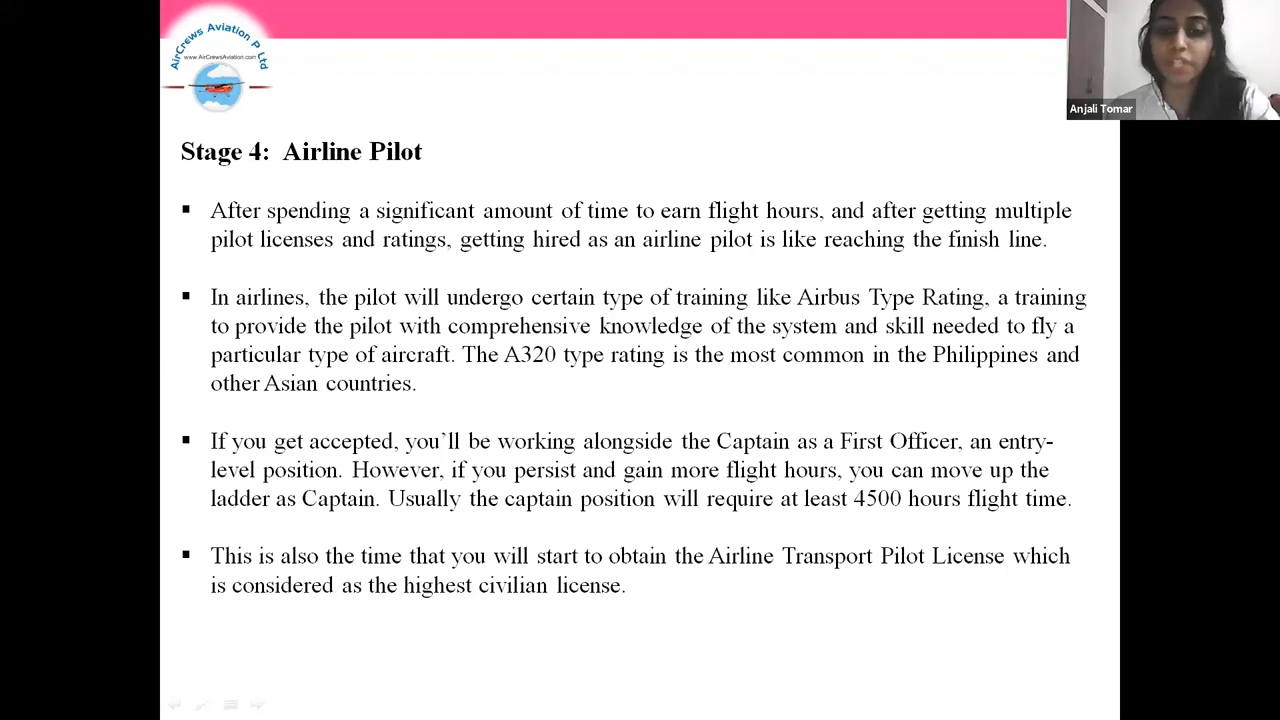 AirCrews Aviation P Ltd
www.AirCrewsAviation.com
Anjali Tomar
Stage 4: Airline Pilot
▪ After spending a significant amount of time to earn flight hours, and after getting multiple
pilot licenses and ratings, getting hired as an airline pilot is like reaching the finish line.
▪ In airlines, the pilot will undergo certain type of training like Airbus Type Rating, a training
to provide the pilot with comprehensive knowledge of the system and skill needed to fly a
particular type of aircraft. The A320 type rating is the most common in the Philippines and
other Asian countries.
▪ If you get accepted, you’ll be working alongside the Captain as a First Officer, an entry-
level position. However, if you persist and gain more flight hours, you can move up the
ladder as Captain. Usually the captain position will require at least 4500 hours flight time.
▪ This is also the time that you will start to obtain the Airline Transport Pilot License which
is considered as the highest civilian license.